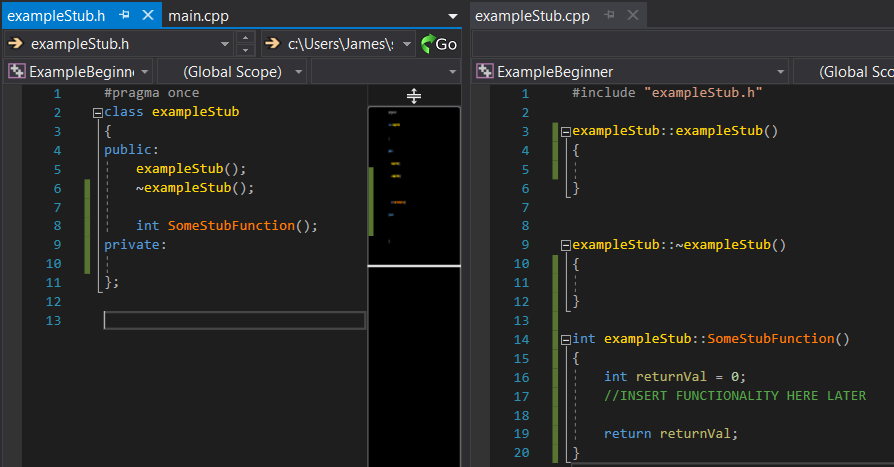 exampleStub.h
main.cpp
exampleStub.h
c:\Users\James\s
Go
ExampleBeginne
(Global Scope)
1 #pragma once
2 class exampleStub
3 {
4 public:
5 exampleStub();
6 ~exampleStub();
7
8 int SomeStubFunction();
9 private:
10
11 };
12
13
exampleStub.cpp
ExampleBeginner
(Global Sco
1 #include "exampleStub.h"
2
3 exampleStub::exampleStub()
4 {
5
6 }
7
8
9 exampleStub::~exampleStub()
10 {
11
12 }
13
14 int exampleStub::SomeStubFunction()
15 {
16 int returnVal = 0;
17 //INSERT FUNCTIONALITY HERE LATER
18
19 return returnVal;
20 }